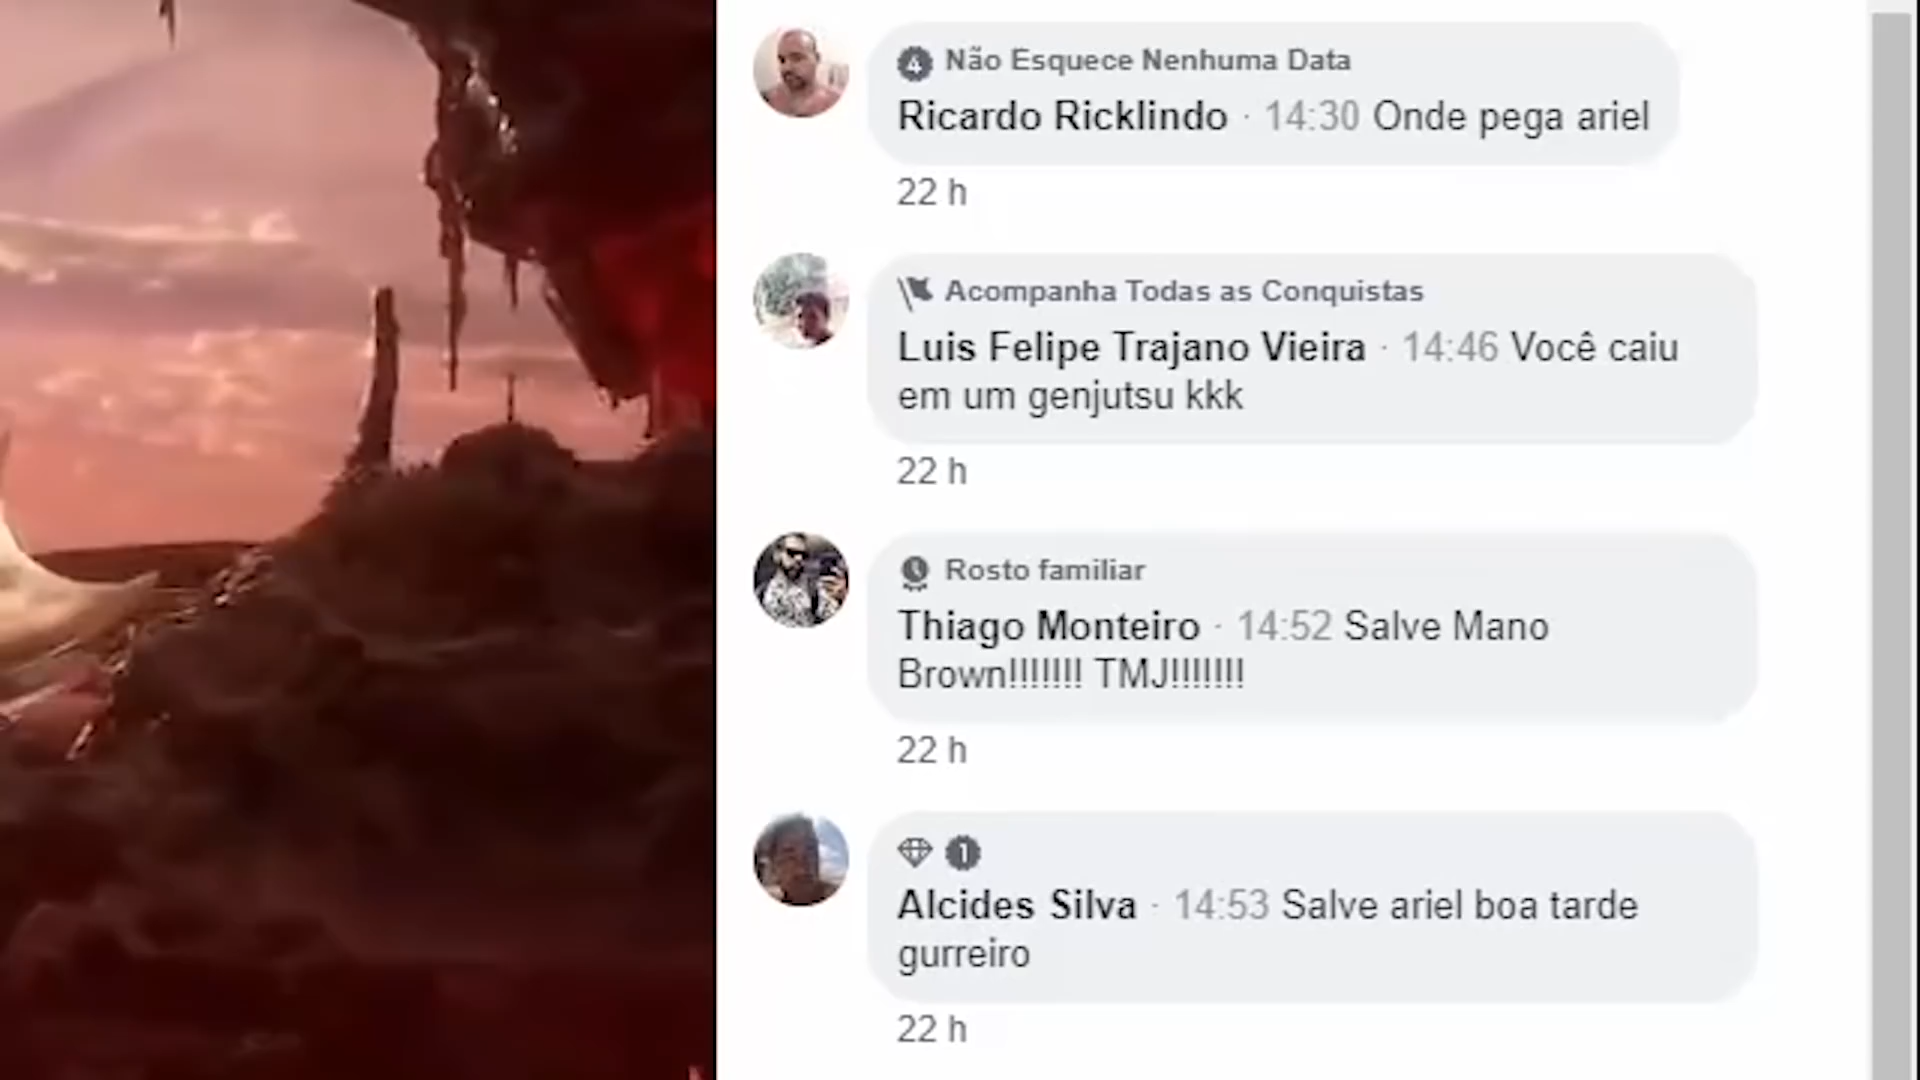 4 Não Esquece Nenhuma Data
Ricardo Ricklindo · 14:30 Onde pega ariel
22 h
Acompanha Todas as Conquistas
Luis Felipe Trajano Vieira · 14:46 Você caiu
em um genjutsu kkk
22 h
Rosto familiar
Thiago Monteiro · 14:52 Salve Mano
Brown!!!!!!! TMJ!!!!!!!
22 h
1
Alcides Silva · 14:53 Salve ariel boa tarde
gurreiro
22 h